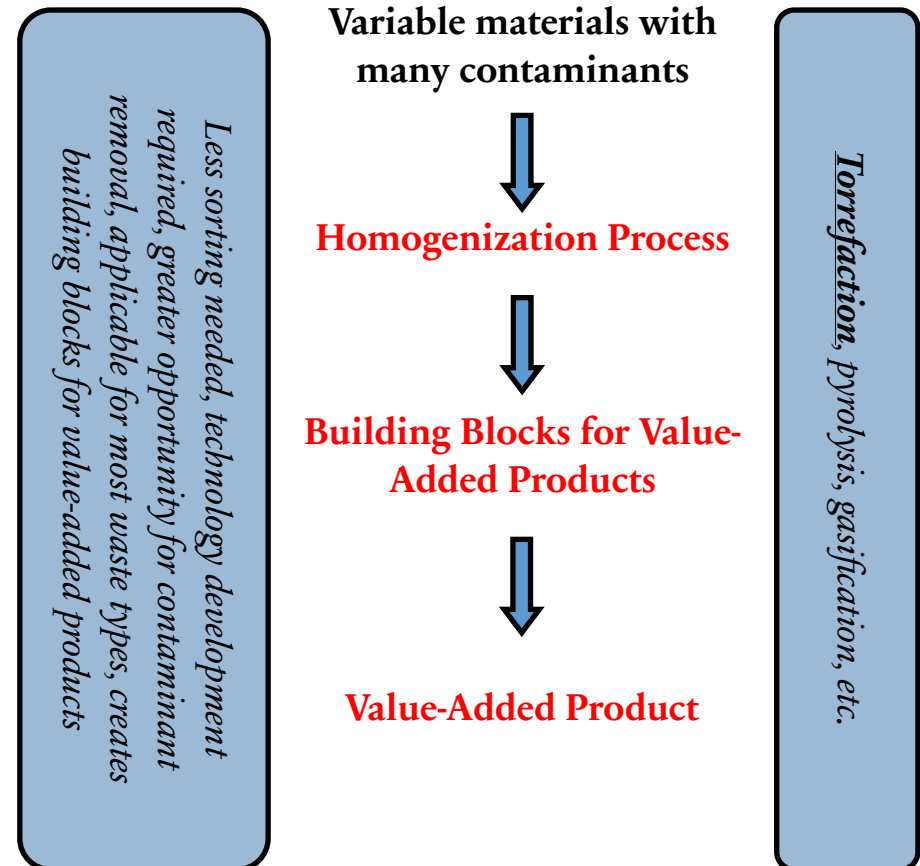 Less sorting needed, technology development
required, greater opportunity for contaminant
removal, applicable for most waste types, creates
building blocks for value-added products
Variable materials with
many contaminants
Homogenization Process
Building Blocks for Value-
Added Products
Value-Added Product
Torrefaction, pyrolysis, gasification, etc.